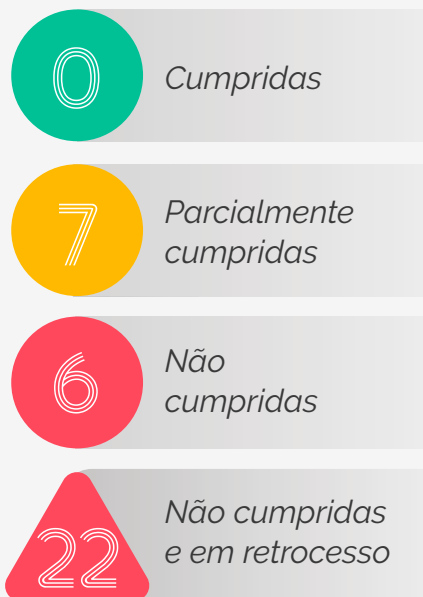 0
Cumpridas
7
Parcialmente
cumpridas
6
Não
cumpridas
22
Não cumpridas
e em retrocesso